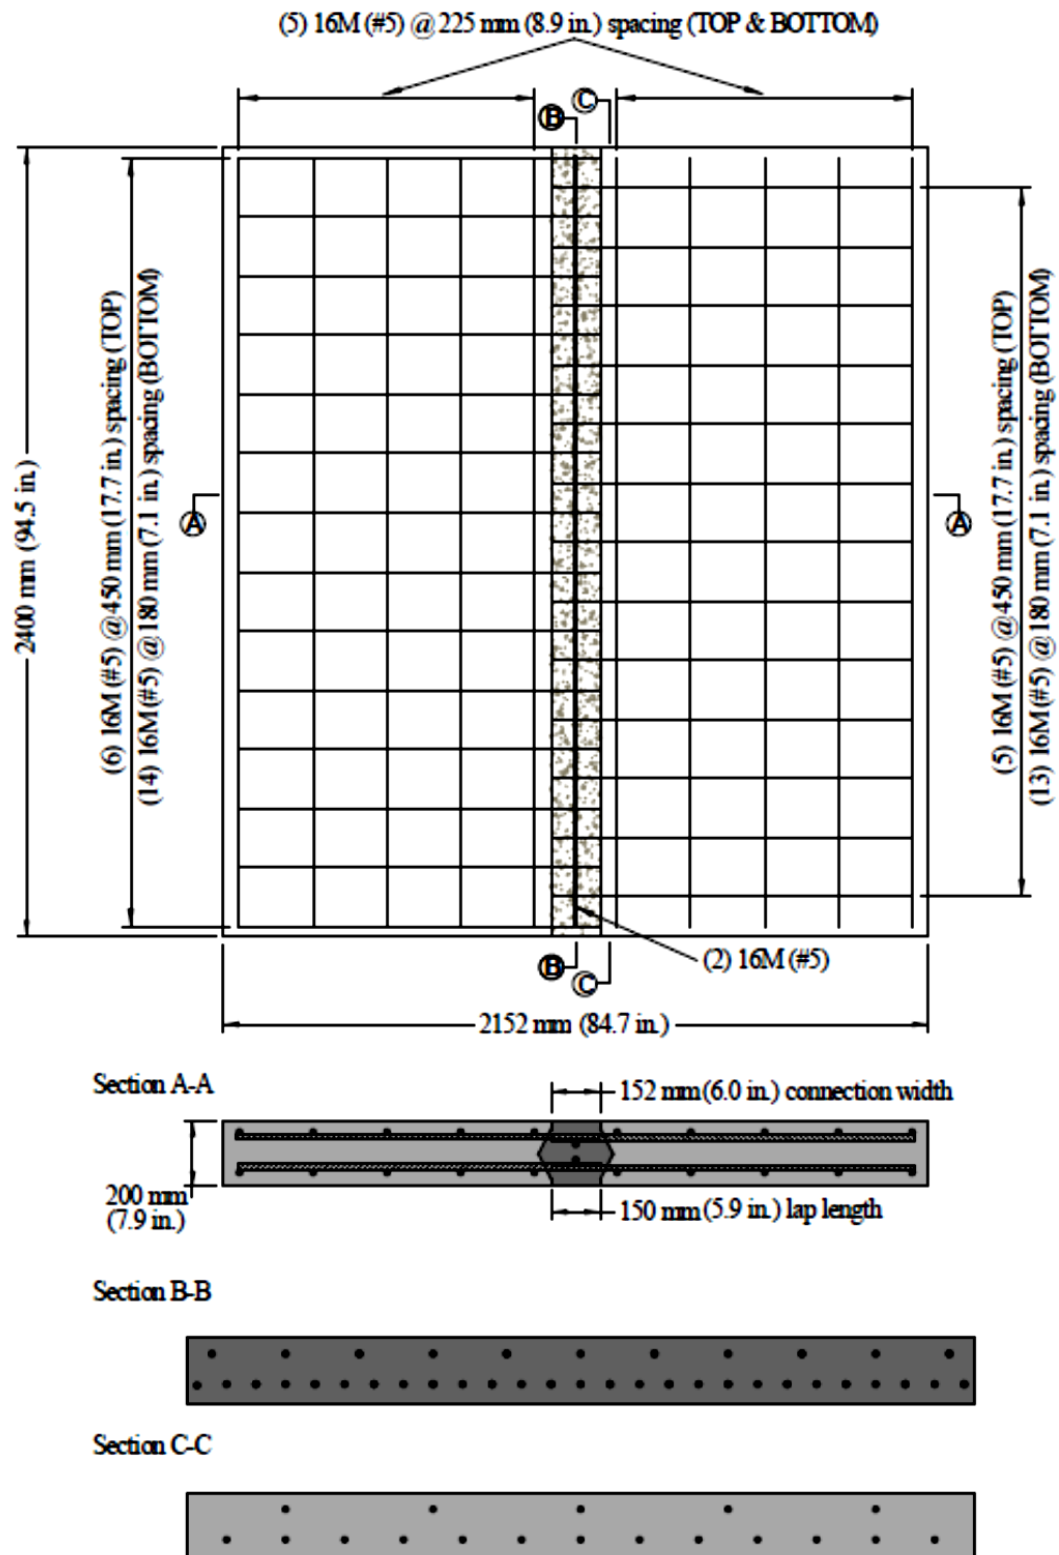 (5) 16M (#5) @ 225 mm (8.9 in.) spacing (TOP & BOTTOM)
C
B
2400 mm (94.5 in.)
(6) 16M (#5) @ 450 mm (17.7 in.) spacing (TOP)
(14) 16M (#5) @ 180 mm (7.1 in.) spacing (BOTTOM)
A
A
(5) 16M (#5) @ 450 mm (17.7 in.) spacing (TOP)
(13) 16M (#5) @ 180 mm (7.1 in.) spacing (BOTTOM)
B
C
(2) 16M (#5)
2152 mm (84.7 in.)
Section A-A
152 mm (6.0 in.) connection width
200 mm
(7.9 in.)
150 mm (5.9 in.) lap length
Section B-B
Section C-C